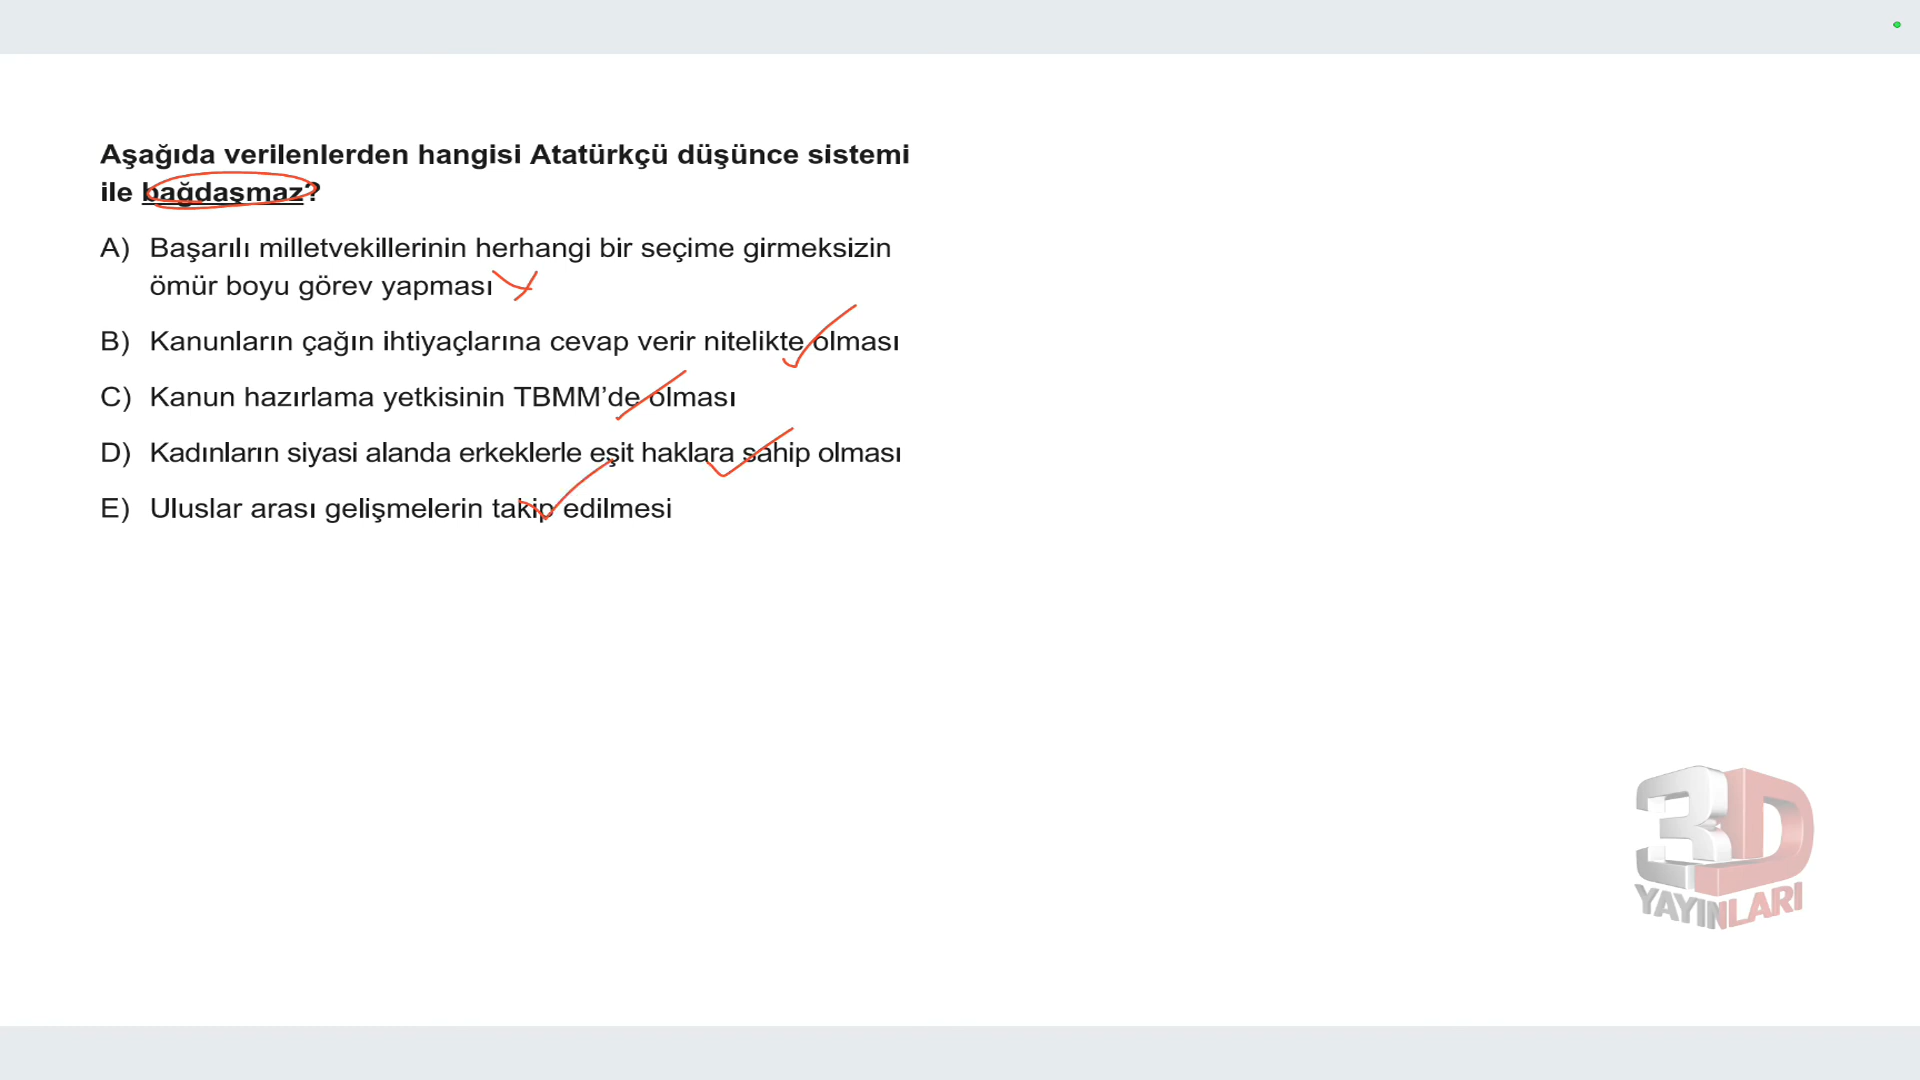 Aşağıda verilenlerden hangisi Atatürkçü düşünce sistemi
ile bağdaşmaz?
A) Başarılı milletvekillerinin herhangi bir seçime girmeksizin
ömür boyu görev yapması
B) Kanunların çağın ihtiyaçlarına cevap verir nitelikte olması
C) Kanun hazırlama yetkisinin TBMM’de olması
D) Kadınların siyasi alanda erkeklerle eşit haklara sahip olması
E) Uluslar arası gelişmelerin takip edilmesi
3D
YAYINLARI